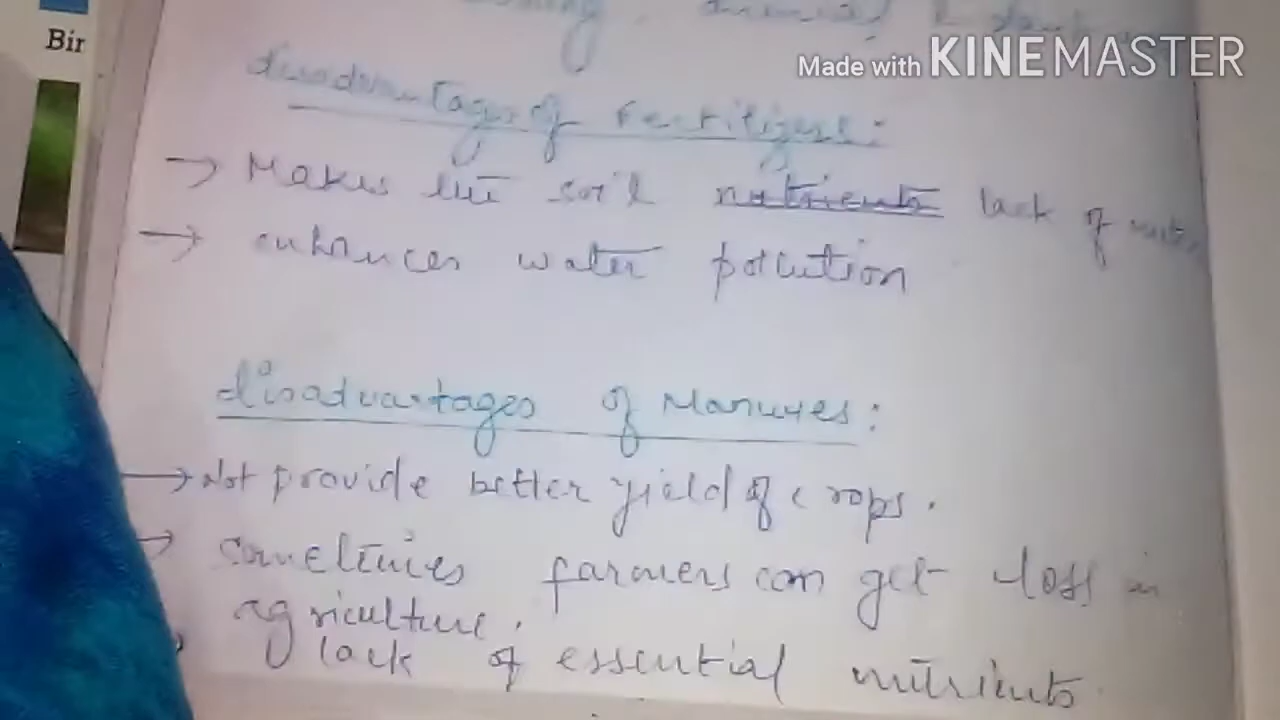 Bir
Made with KINEMASTER
disadvantages of Fertilizers:
→ Makes the soil nutrients lack of
→ enhances water pollution
disadvantages of Manures:
→ Not provide better yield of crops.
→ sometimes farmers can get loss in
agriculture.
lack of essential nutrients